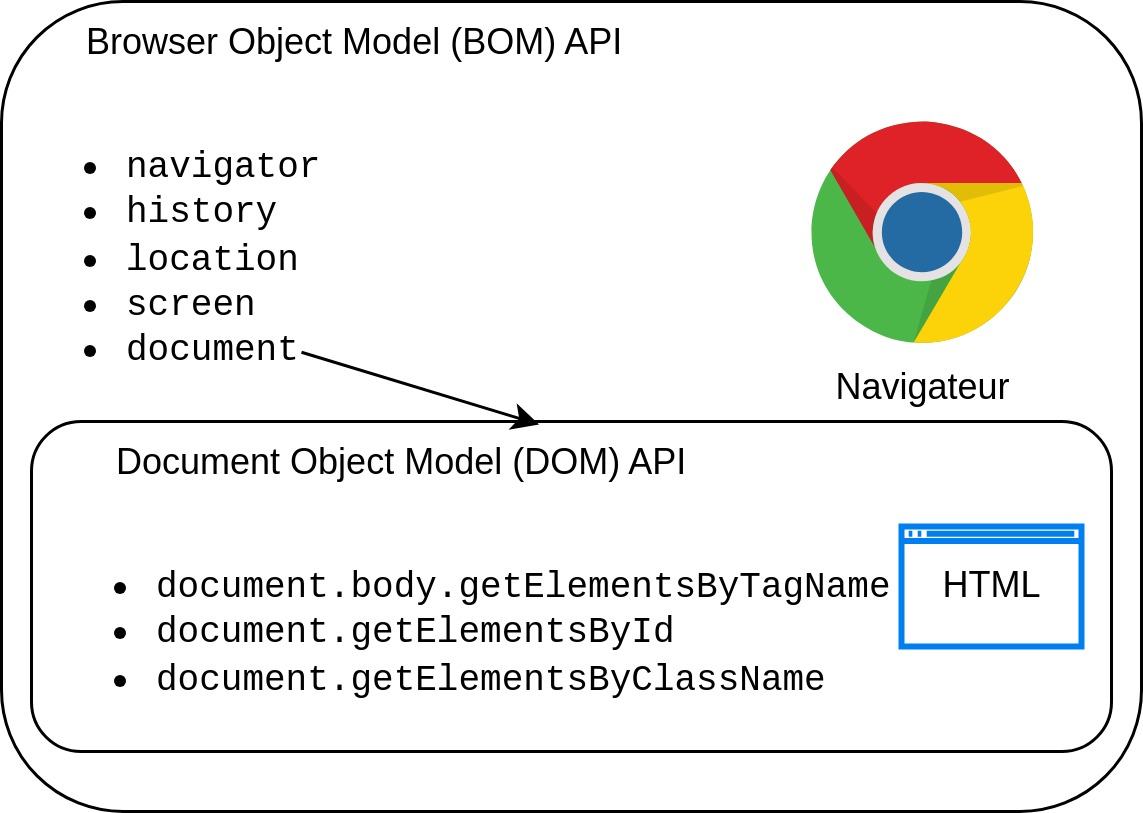 Browser Object Model (BOM) API
navigator
history
location
screen
document
Navigateur
Document Object Model (DOM) API
document.body.getElementsByTagName
document.getElementsById
document.getElementsByClassName
HTML